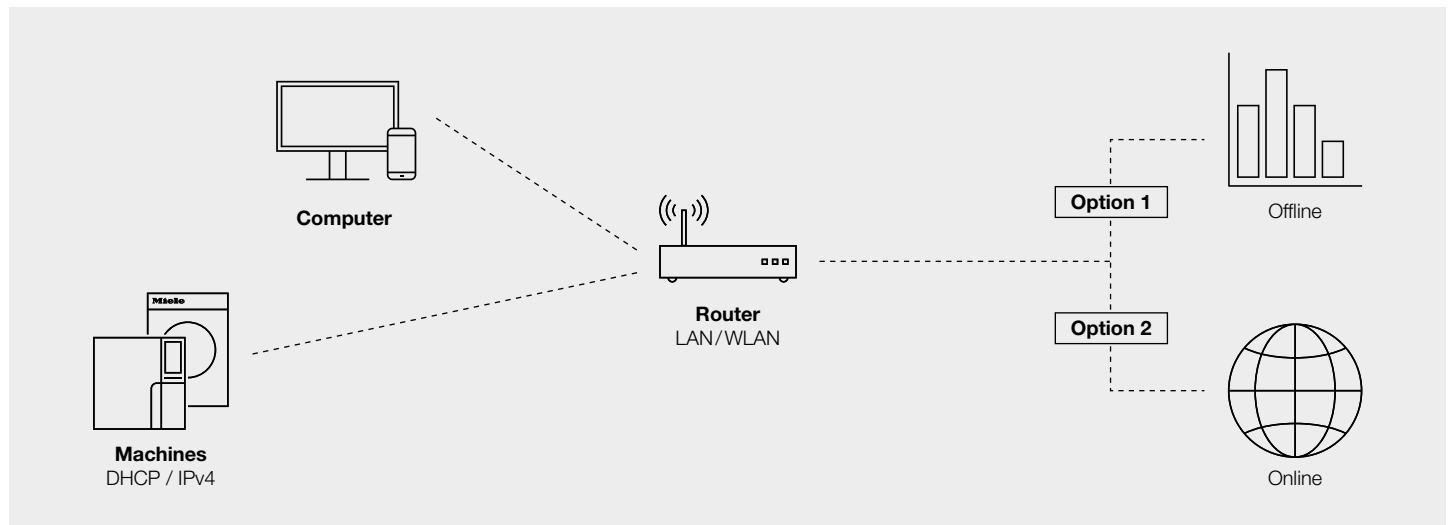 Computer
Miele
Machines
DHCP / IPv4
Router
LAN/WLAN
Option 1
Offline
Option 2
Online